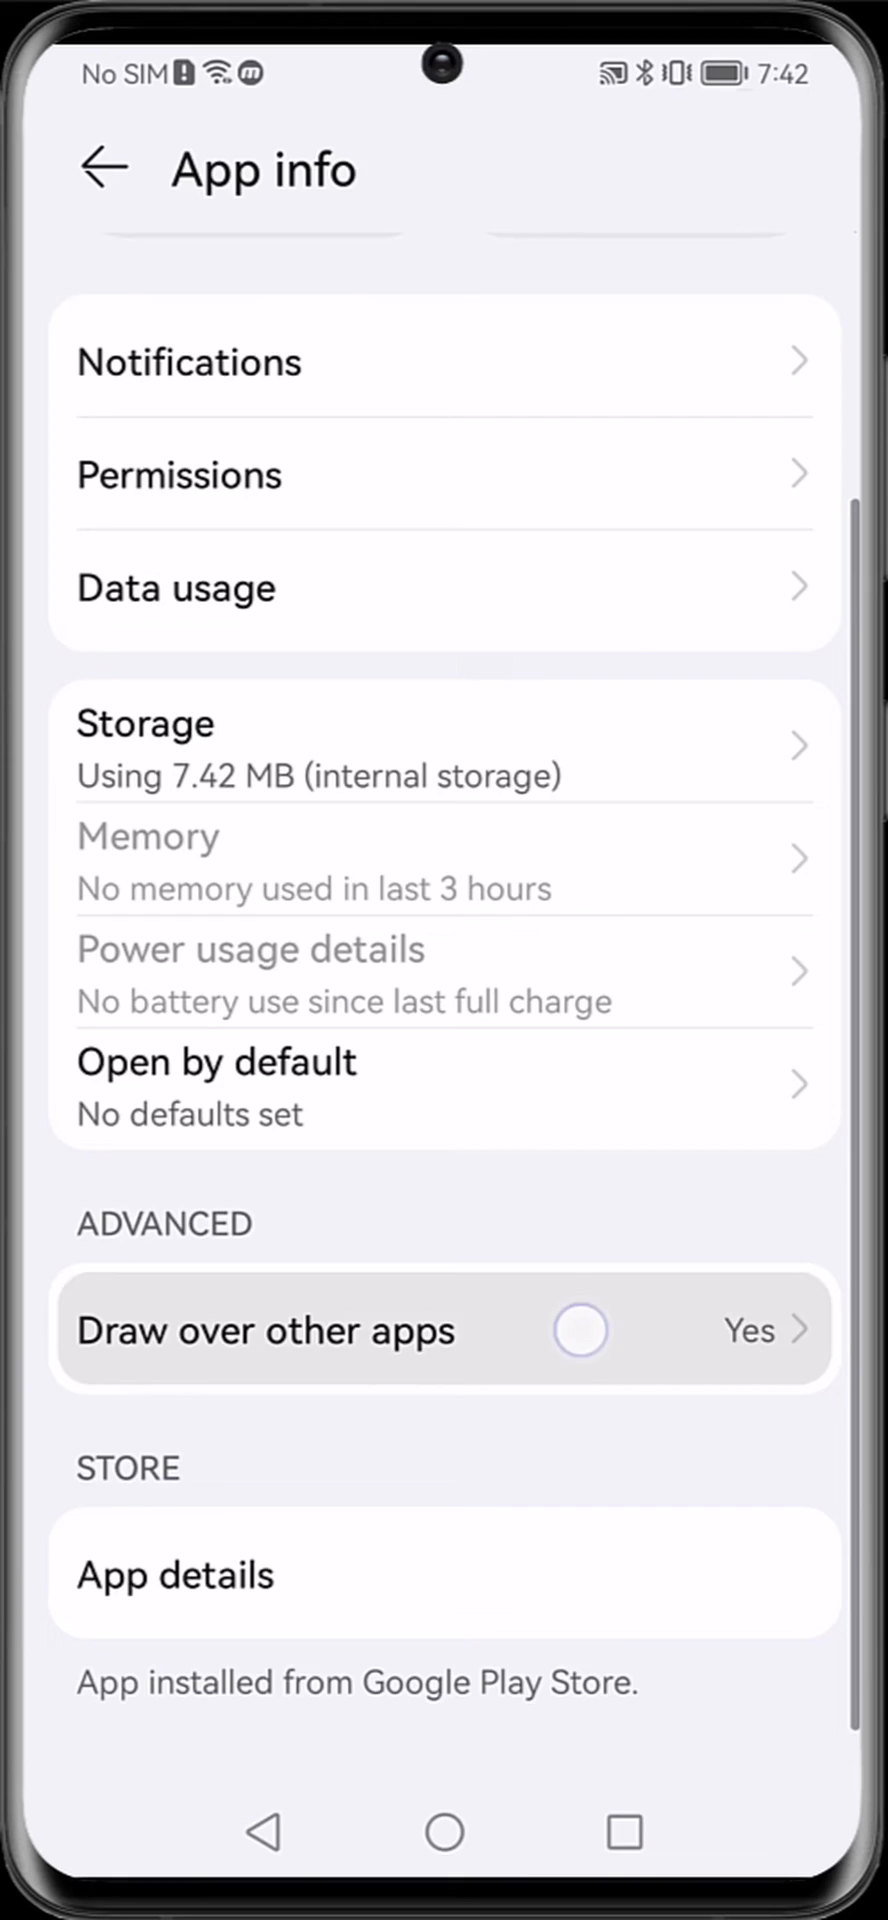 No SIM 7:42
App info
Notifications
Permissions
Data usage
Storage
Using 7.42 MB (internal storage)
Memory
No memory used in last 3 hours
Power usage details
No battery use since last full charge
Open by default
No defaults set
ADVANCED
Draw over other apps Yes
STORE
App details
App installed from Google Play Store.